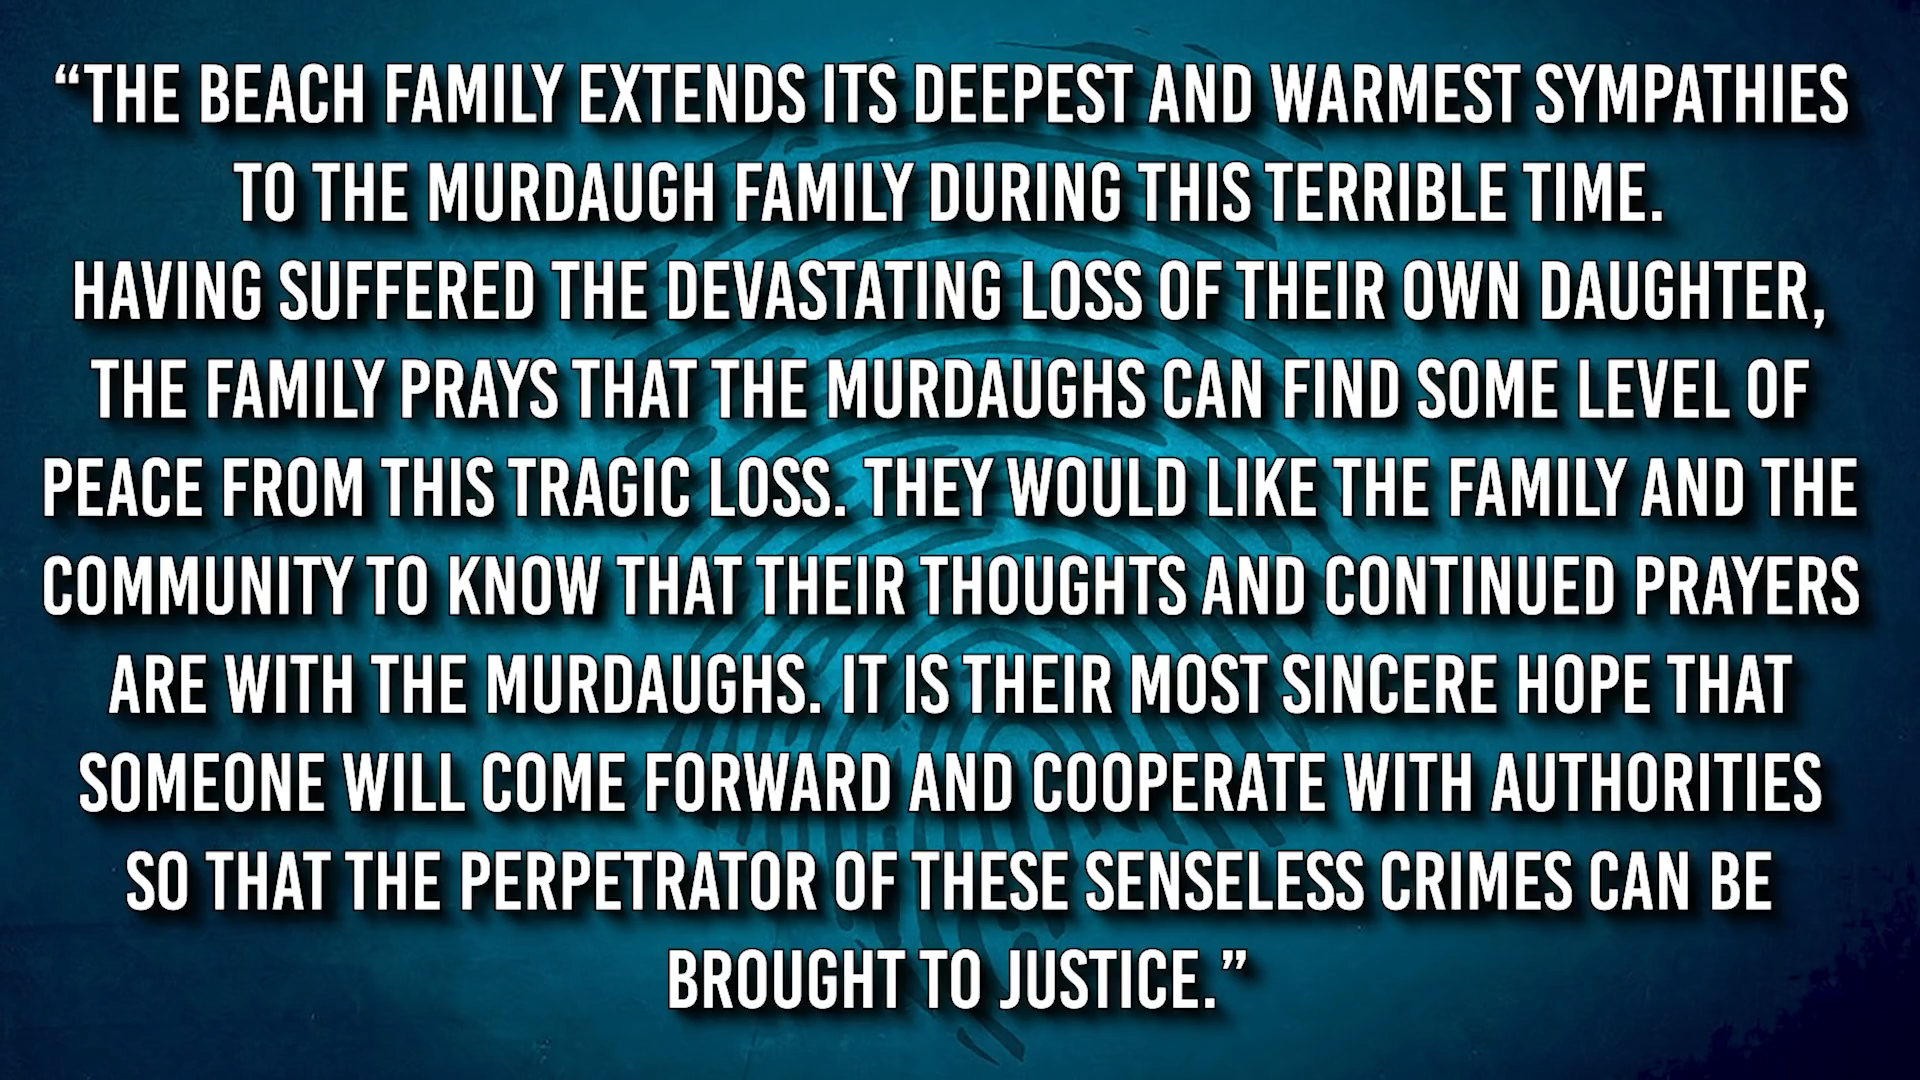 “THE BEACH FAMILY EXTENDS ITS DEEPEST AND WARMEST SYMPATHIES
TO THE MURDAUGH FAMILY DURING THIS TERRIBLE TIME.
HAVING SUFFERED THE DEVASTATING LOSS OF THEIR OWN DAUGHTER,
THE FAMILY PRAYS THAT THE MURDAUGHS CAN FIND SOME LEVEL OF
PEACE FROM THIS TRAGIC LOSS. THEY WOULD LIKE THE FAMILY AND THE
COMMUNITY TO KNOW THAT THEIR THOUGHTS AND CONTINUED PRAYERS
ARE WITH THE MURDAUGHS. IT IS THEIR MOST SINCERE HOPE THAT
SOMEONE WILL COME FORWARD AND COOPERATE WITH AUTHORITIES
SO THAT THE PERPETRATOR OF THESE SENSELESS CRIMES CAN BE
BROUGHT TO JUSTICE.”